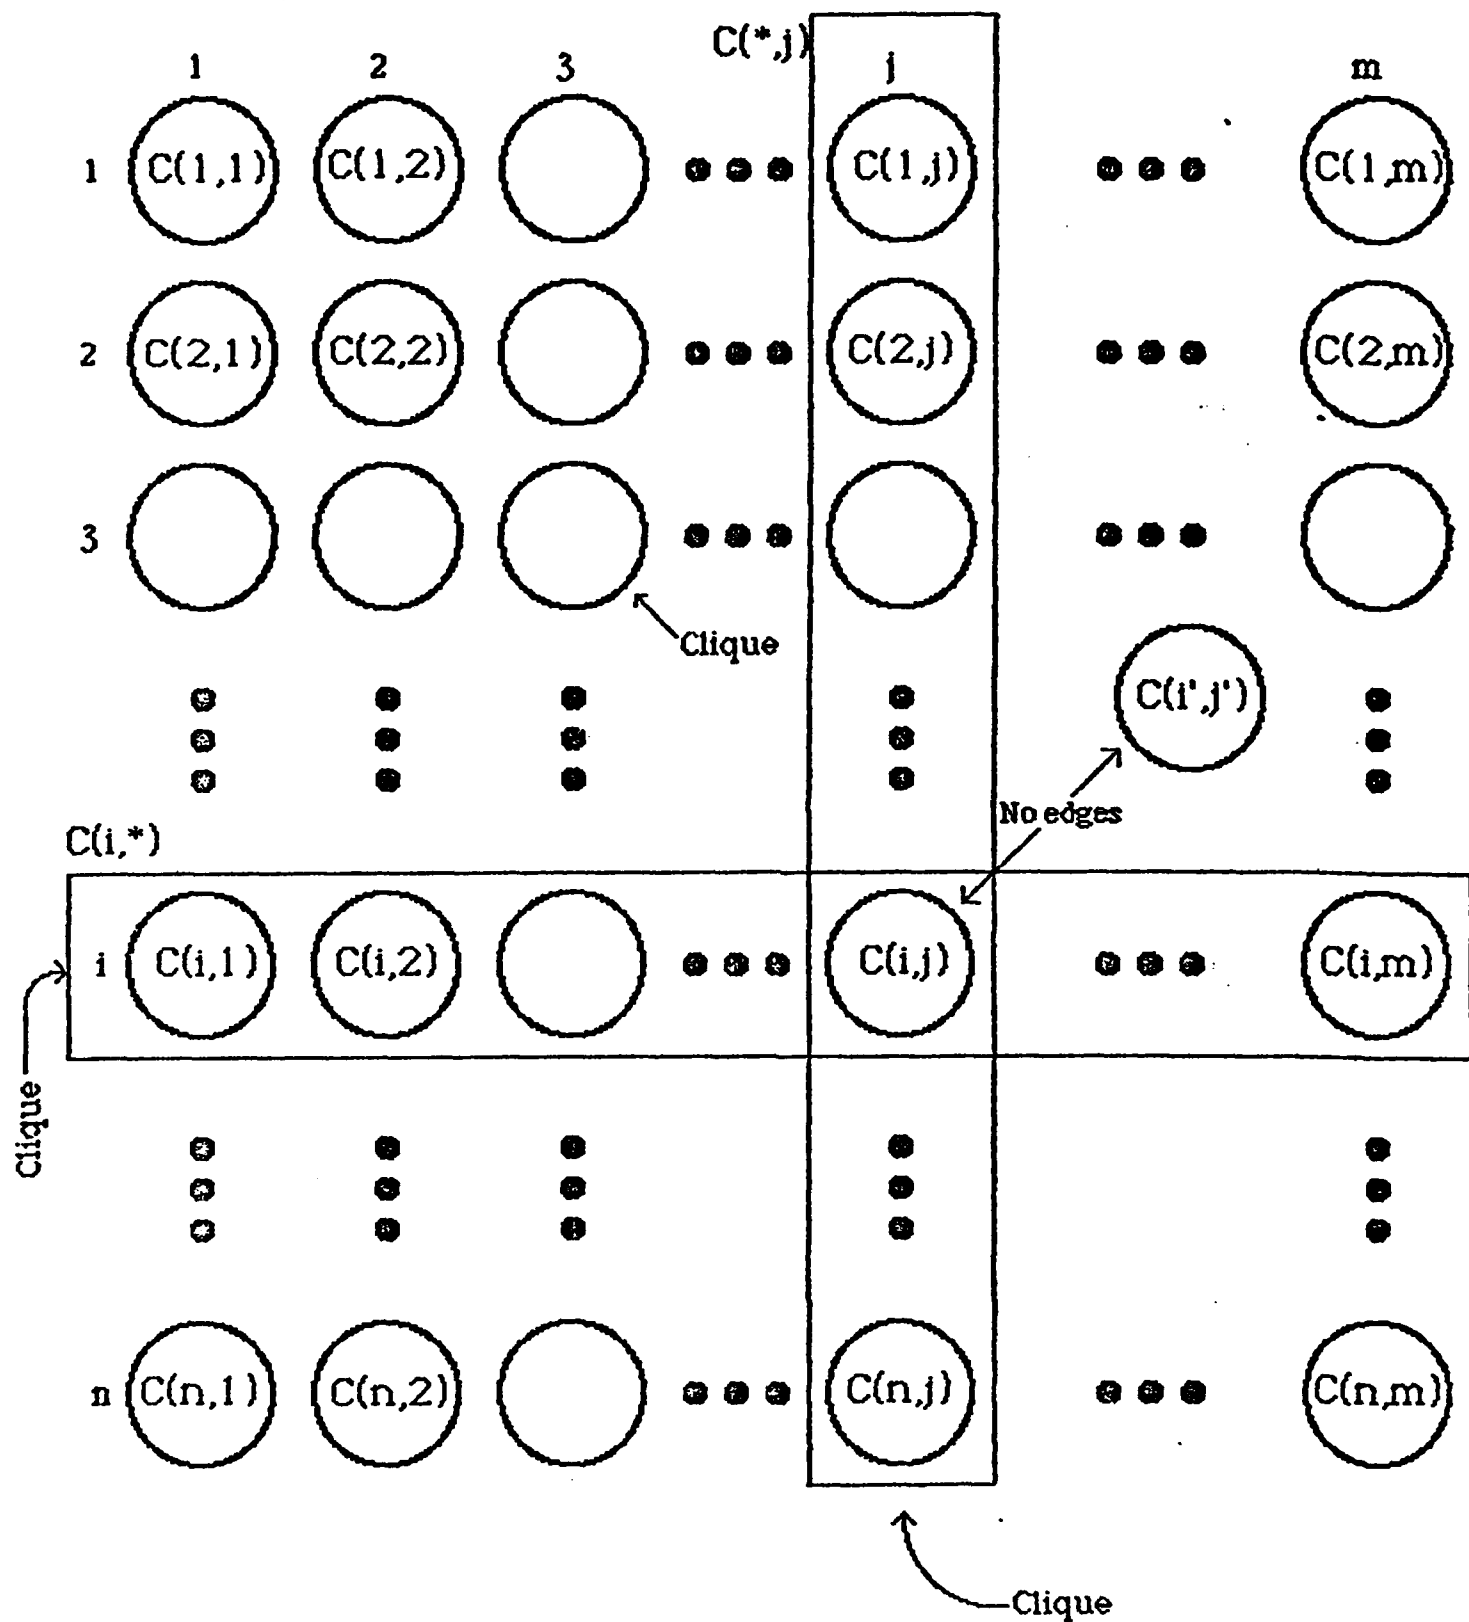 C(*,j)
1 2 3 j m
1 C(1,1) C(1,2) C(1,j) C(1,m)
2 C(2,1) C(2,2) C(2,j) C(2,m)
3
Clique
C(i',j')
No edges
C(i,*)
i C(i,1) C(i,2) C(i,j) C(i,m)
Clique
n C(n,1) C(n,2) C(n,j) C(n,m)
Clique